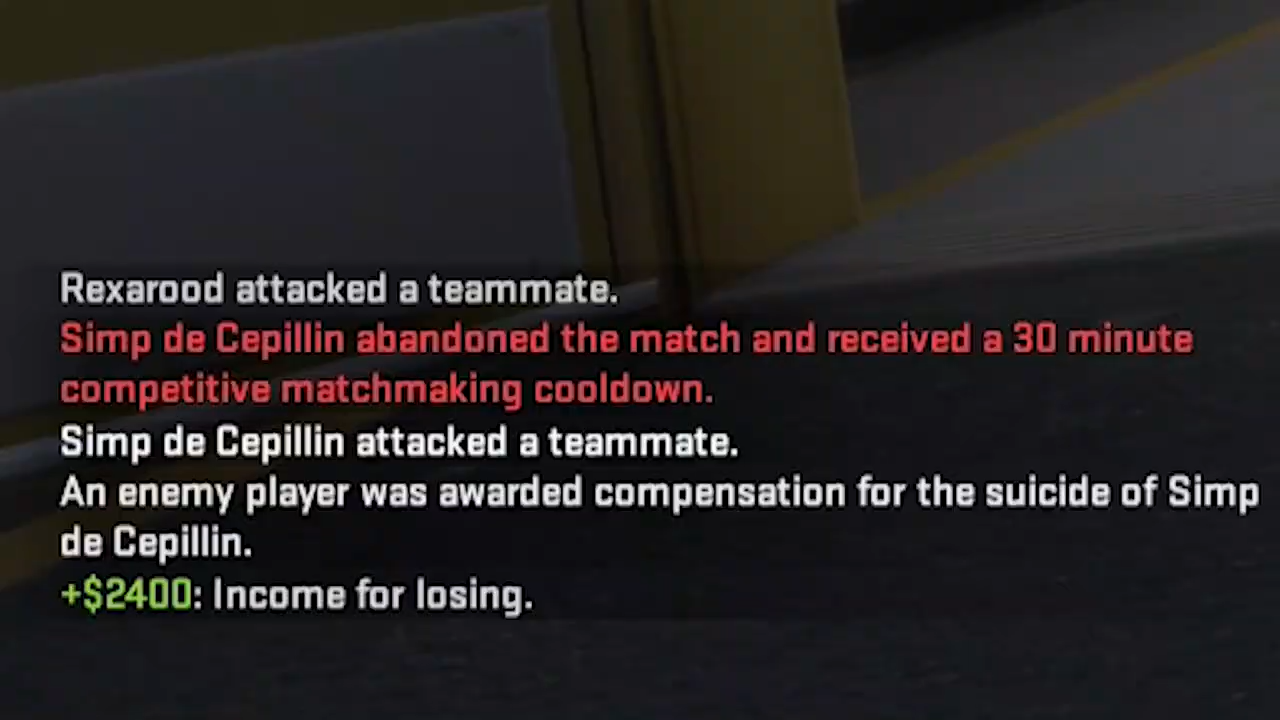 Rexarood attacked a teammate.
Simp de Cepillin abandoned the match and received a 30 minute
competitive matchmaking cooldown.
Simp de Cepillin attacked a teammate.
An enemy player was awarded compensation for the suicide of Simp
de Cepillin.
+$2400: Income for losing.